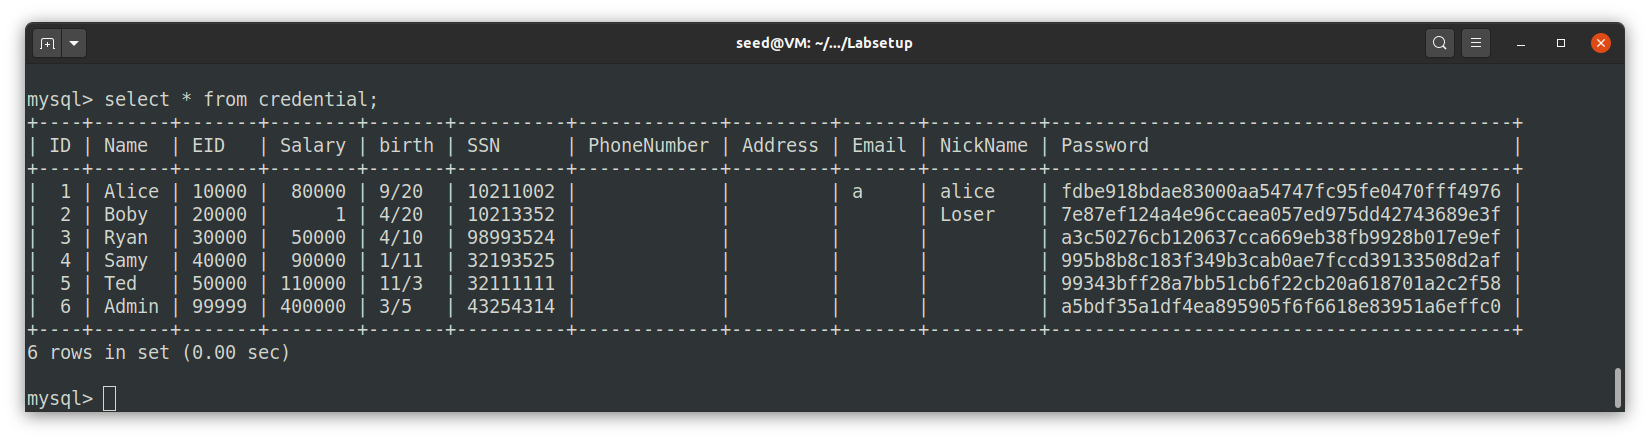 seed@VM: ~/.../Labsetup
mysql> select * from credential;
+----+-------+-------+--------+-------+----------+-------------+---------+-------+----------+------------------------------------------+
| ID | Name  | EID   | Salary | birth | SSN      | PhoneNumber | Address | Email | NickName | Password                                 |
+----+-------+-------+--------+-------+----------+-------------+---------+-------+----------+------------------------------------------+
|  1 | Alice | 10000 |  80000 | 9/20  | 10211002 |             |         | a     | alice    | fdbe918bdae83000aa54747fc95fe0470fff4976 |
|  2 | Boby  | 20000 |      1 | 4/20  | 10213352 |             |         |       | Loser    | 7e87ef124a4e96ccaea057ed975dd42743689e3f |
|  3 | Ryan  | 30000 |  50000 | 4/10  | 98993524 |             |         |       |          | a3c50276cb120637cca669eb38fb9928b017e9ef |
|  4 | Samy  | 40000 |  90000 | 1/11  | 32193525 |             |         |       |          | 995b8b8c183f349b3cab0ae7fccd39133508d2af |
|  5 | Ted   | 50000 | 110000 | 11/3  | 32111111 |             |         |       |          | 99343bff28a7bb51cb6f22cb20a618701a2c2f58 |
|  6 | Admin | 99999 | 400000 | 3/5   | 43254314 |             |         |       |          | a5bdf35a1df4ea895905f6f6618e83951a6effc0 |
+----+-------+-------+--------+-------+----------+-------------+---------+-------+----------+------------------------------------------+
6 rows in set (0.00 sec)
mysql>